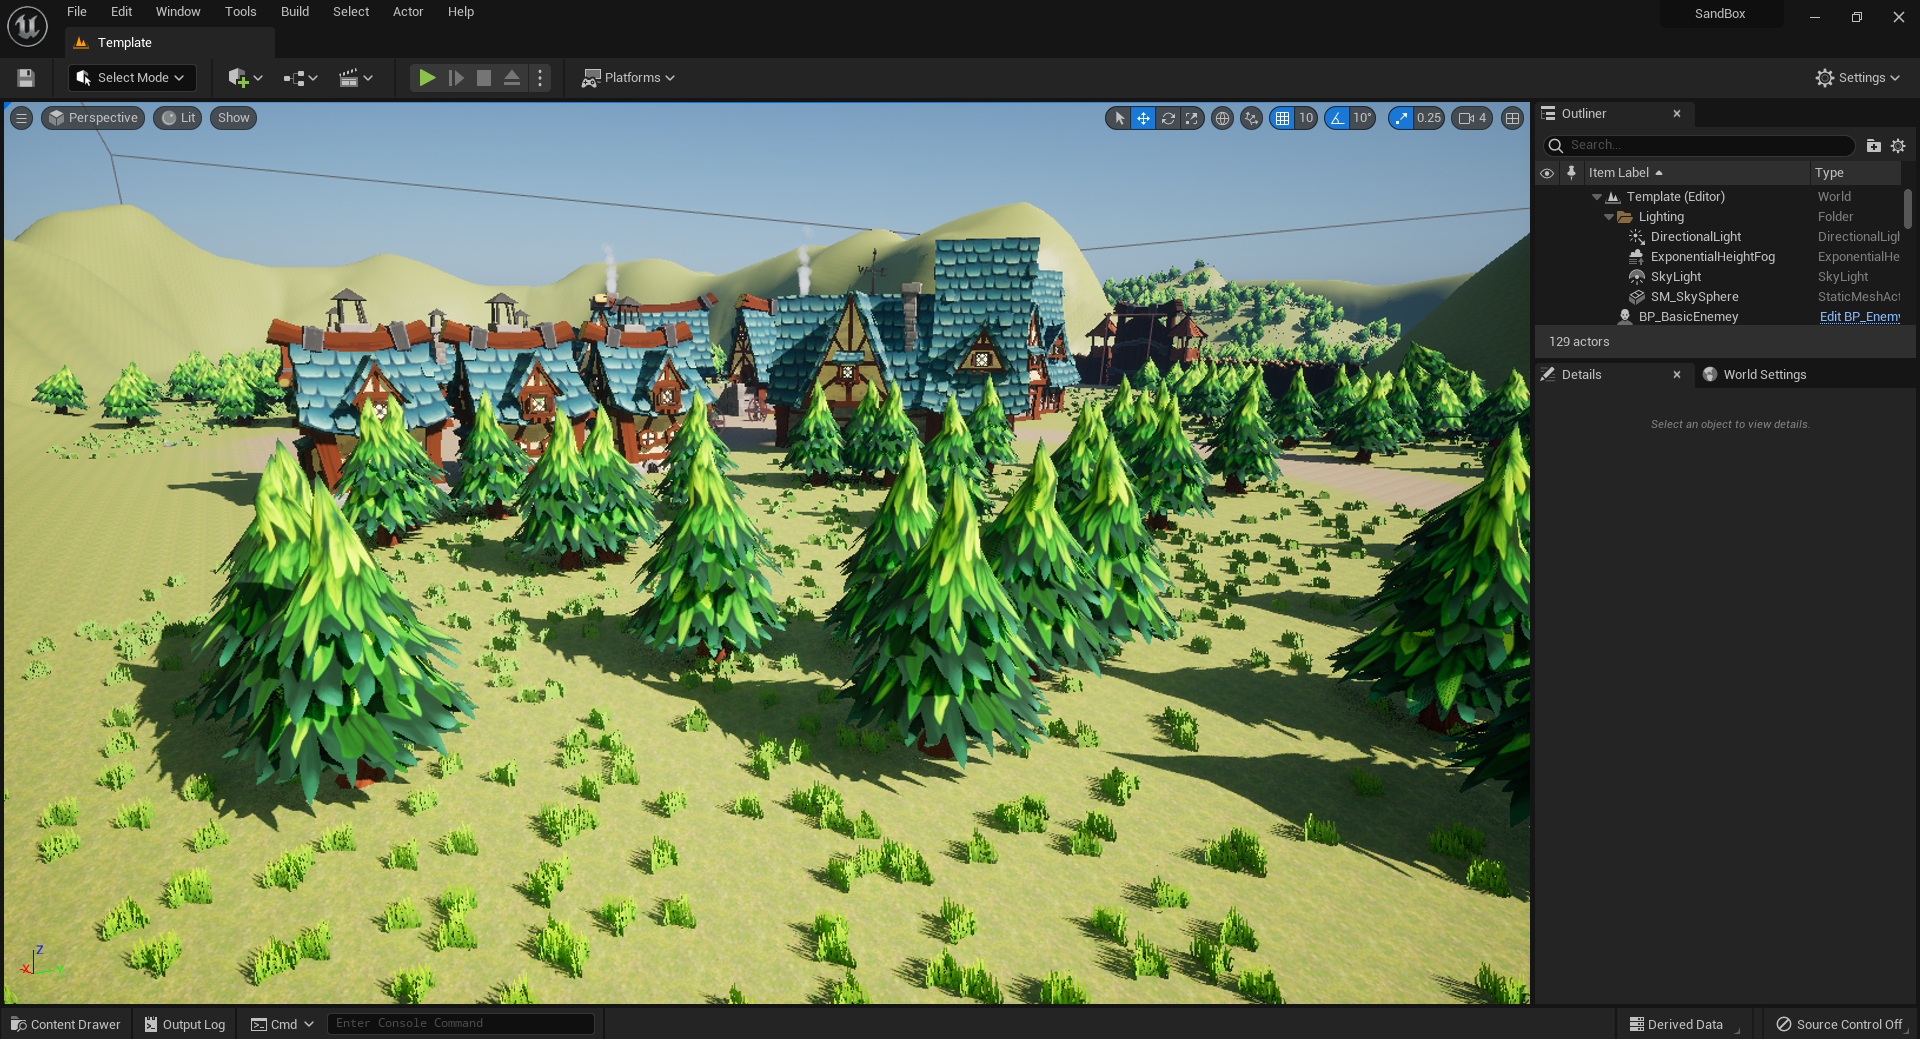 File Edit Window Tools Build Select Actor Help
SandBox
Template
Select Mode
Platforms
Settings
Perspective Lit Show
10 10° 0.25 4
Outliner
Search...
Item Label Type
Template (Editor) World
Lighting Folder
DirectionalLight DirectionalLigh
ExponentialHeightFog ExponentialHe
SkyLight SkyLight
SM_SkySphere StaticMeshAct
BP_BasicEnemey Edit BP_Enemy
129 actors
Details World Settings
Select an object to view details.
Z
X Y
Content Drawer Output Log Cmd Enter Console Command Derived Data Source Control Off